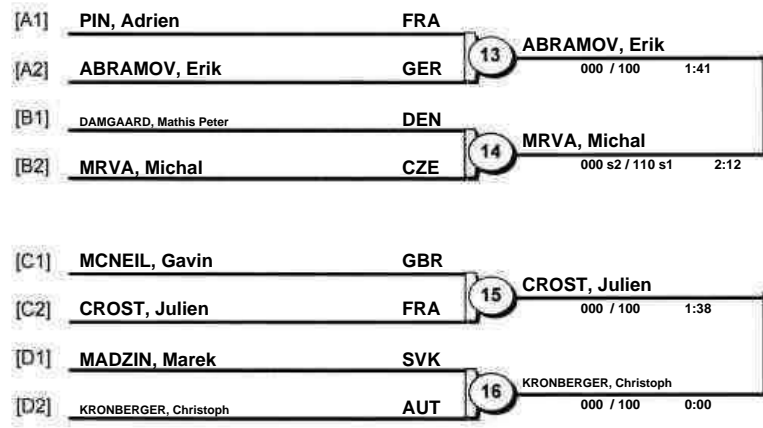 [A1] PIN, Adrien FRA
[A2] ABRAMOV, Erik GER
13 ABRAMOV, Erik
000 / 100 1:41
[B1] DAMGAARD, Mathis Peter DEN
[B2] MRVA, Michal CZE
14 MRVA, Michal
000 s2 / 110 s1 2:12
[C1] MCNEIL, Gavin GBR
[C2] CROST, Julien FRA
15 CROST, Julien
000 / 100 1:38
[D1] MADZIN, Marek SVK
[D2] KRONBERGER, Christoph AUT
16 KRONBERGER, Christoph
000 / 100 0:00